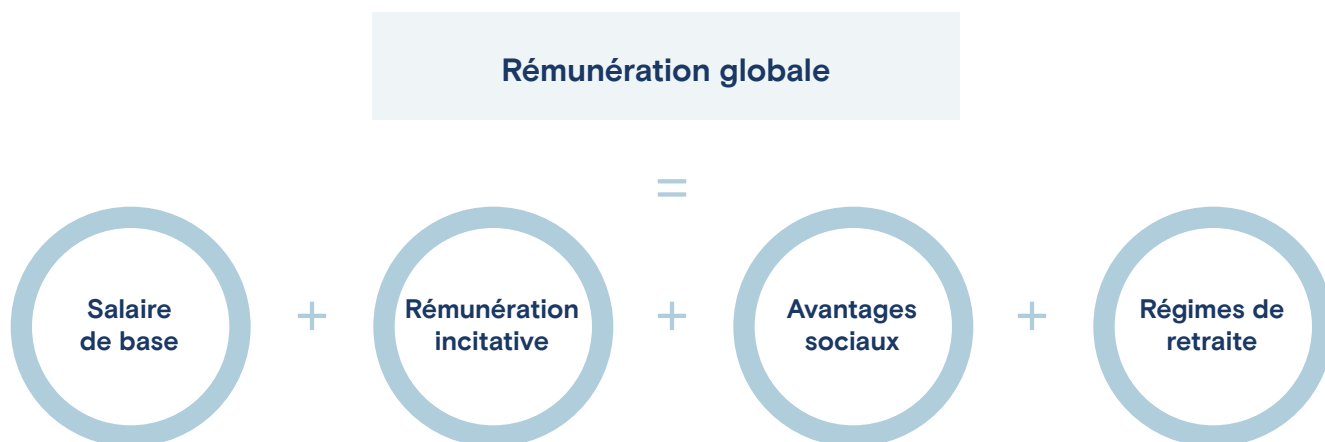 Rémunération globale
=
Salaire
de base
+
Rémunération
incitative
+
Avantages
sociaux
+
Régimes de
retraite